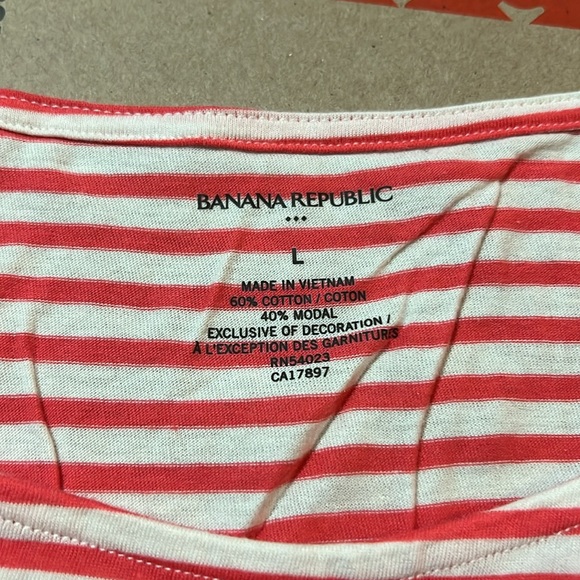 BANANA REPUBLIC
L
MADE IN VIETNAM
60% COTTON / COTON
40% MODAL
EXCLUSIVE OF DECORATION /
À L'EXCEPTION DES GARNITURES
RN54023
CA17897